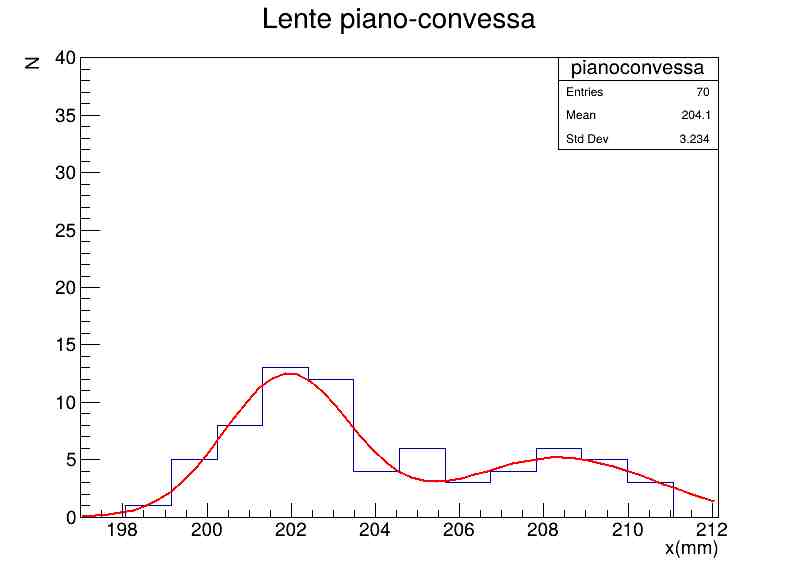 Lente piano-convessa
N
40
35
30
25
20
15
10
5
0
pianoconvessa
Entries 70
Mean 204.1
Std Dev 3.234
198 200 202 204 206 208 210 212
x(mm)